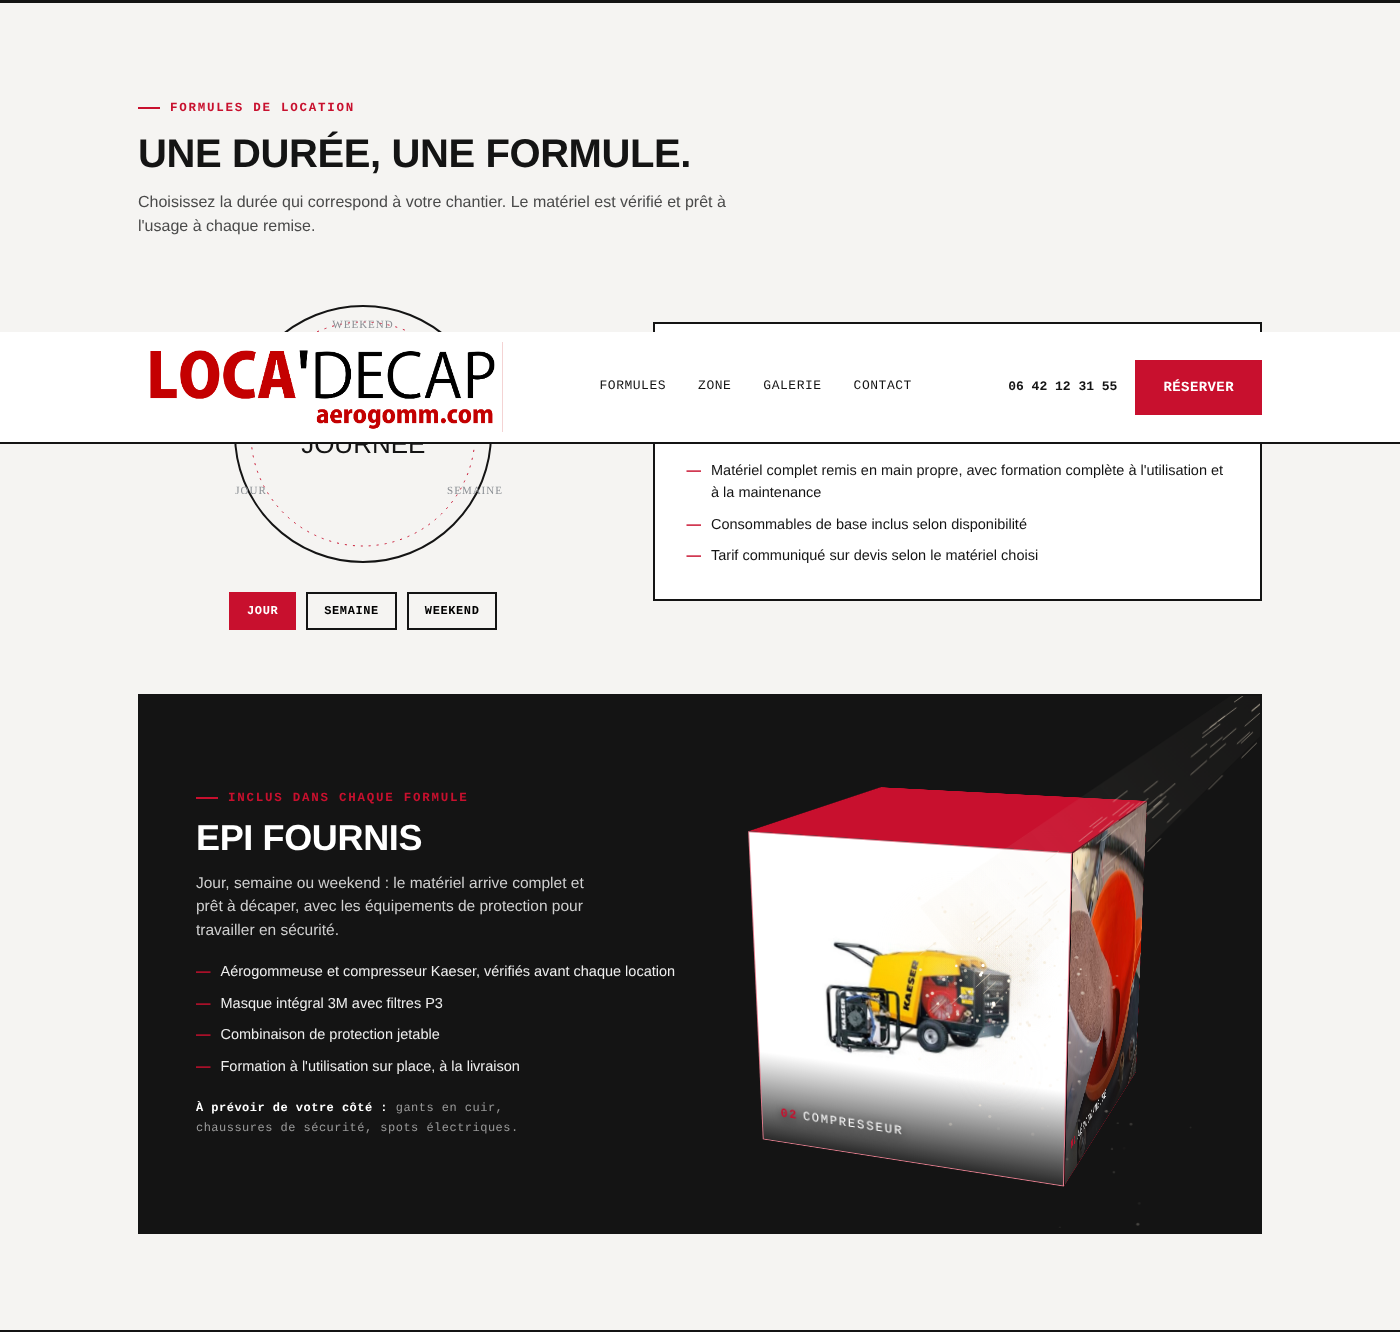 FORMULES DE LOCATION
UNE DURÉE, UNE FORMULE.
Choisissez la durée qui correspond à votre chantier. Le matériel est vérifié et prêt à
l'usage à chaque remise.
WEEKEND
LOCA'DECAP
aerogomm.com
FORMULES ZONE GALERIE CONTACT
06 42 12 31 55
RÉSERVER
JOURNÉE
JOUR
SEMAINE
— Matériel complet remis en main propre, avec formation complète à l'utilisation et
à la maintenance
— Consommables de base inclus selon disponibilité
— Tarif communiqué sur devis selon le matériel choisi
JOUR SEMAINE WEEKEND
INCLUS DANS CHAQUE FORMULE
EPI FOURNIS
Jour, semaine ou weekend : le matériel arrive complet et
prêt à décaper, avec les équipements de protection pour
travailler en sécurité.
— Aérogommeuse et compresseur Kaeser, vérifiés avant chaque location
— Masque intégral 3M avec filtres P3
— Combinaison de protection jetable
— Formation à l'utilisation sur place, à la livraison
À prévoir de votre côté : gants en cuir,
chaussures de sécurité, spots électriques.
KAESER
KAESER
02 COMPRESSEUR